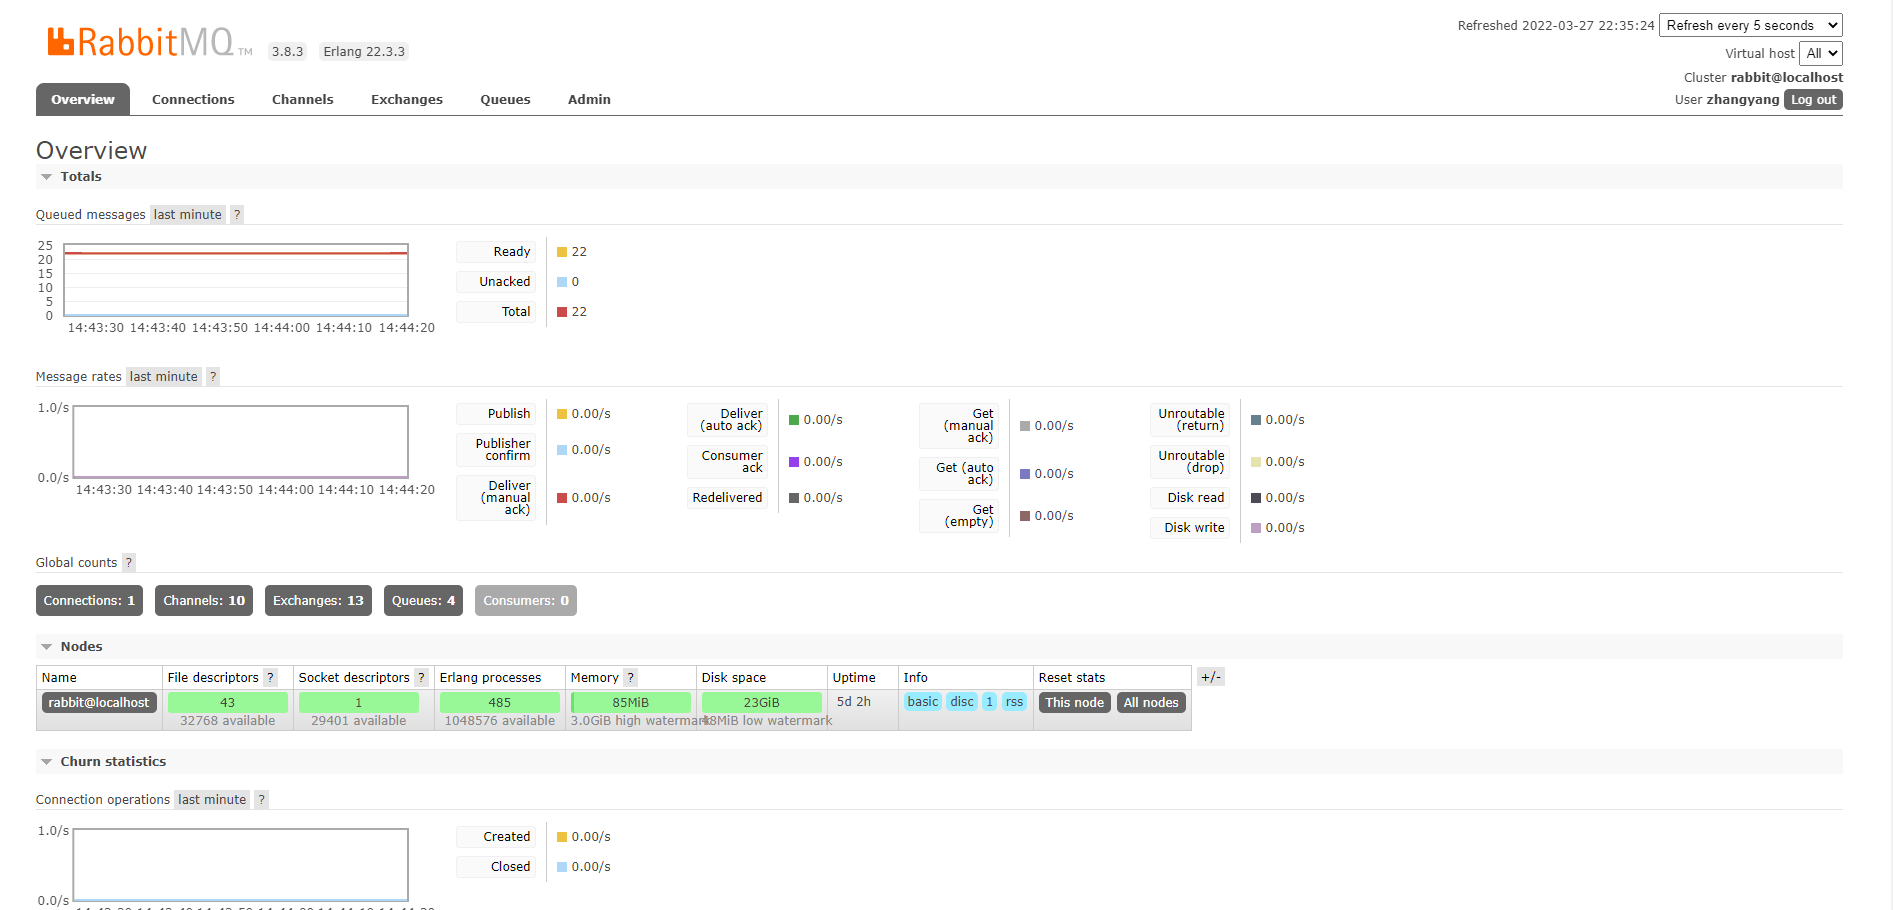 RabbitMQ TM 3.8.3 Erlang 22.3.3
Refreshed 2022-03-27 22:35:24 Refresh every 5 seconds
Virtual host All
Cluster rabbit@localhost
User zhangyang Log out
Overview Connections Channels Exchanges Queues Admin
Overview
Totals
Queued messages last minute ?
25
20
15
10
5
0
14:43:30 14:43:40 14:43:50 14:44:00 14:44:10 14:44:20
Ready 22
Unacked 0
Total 22
Message rates last minute ?
1.0/s
0.0/s
14:43:30 14:43:40 14:43:50 14:44:00 14:44:10 14:44:20
Publish 0.00/s
Publisher
confirm 0.00/s
Deliver
(manual
ack) 0.00/s
Deliver
(auto ack) 0.00/s
Consumer
ack 0.00/s
Redelivered 0.00/s
Get
(manual
ack) 0.00/s
Get (auto
ack) 0.00/s
Get
(empty) 0.00/s
Unroutable
(return) 0.00/s
Unroutable
(drop) 0.00/s
Disk read 0.00/s
Disk write 0.00/s
Global counts ?
Connections: 1 Channels: 10 Exchanges: 13 Queues: 4 Consumers: 0
Nodes
Name File descriptors ? Socket descriptors ? Erlang processes Memory ? Disk space Uptime Info Reset stats +/-
rabbit@localhost 43 1 485 85MiB 23GiB 5d 2h basic disc 1 rss This node All nodes
32768 available 29401 available 1048576 available 3.0GiB high watermark 48MiB low watermark
Churn statistics
Connection operations last minute ?
1.0/s
0.0/s
Created 0.00/s
Closed 0.00/s